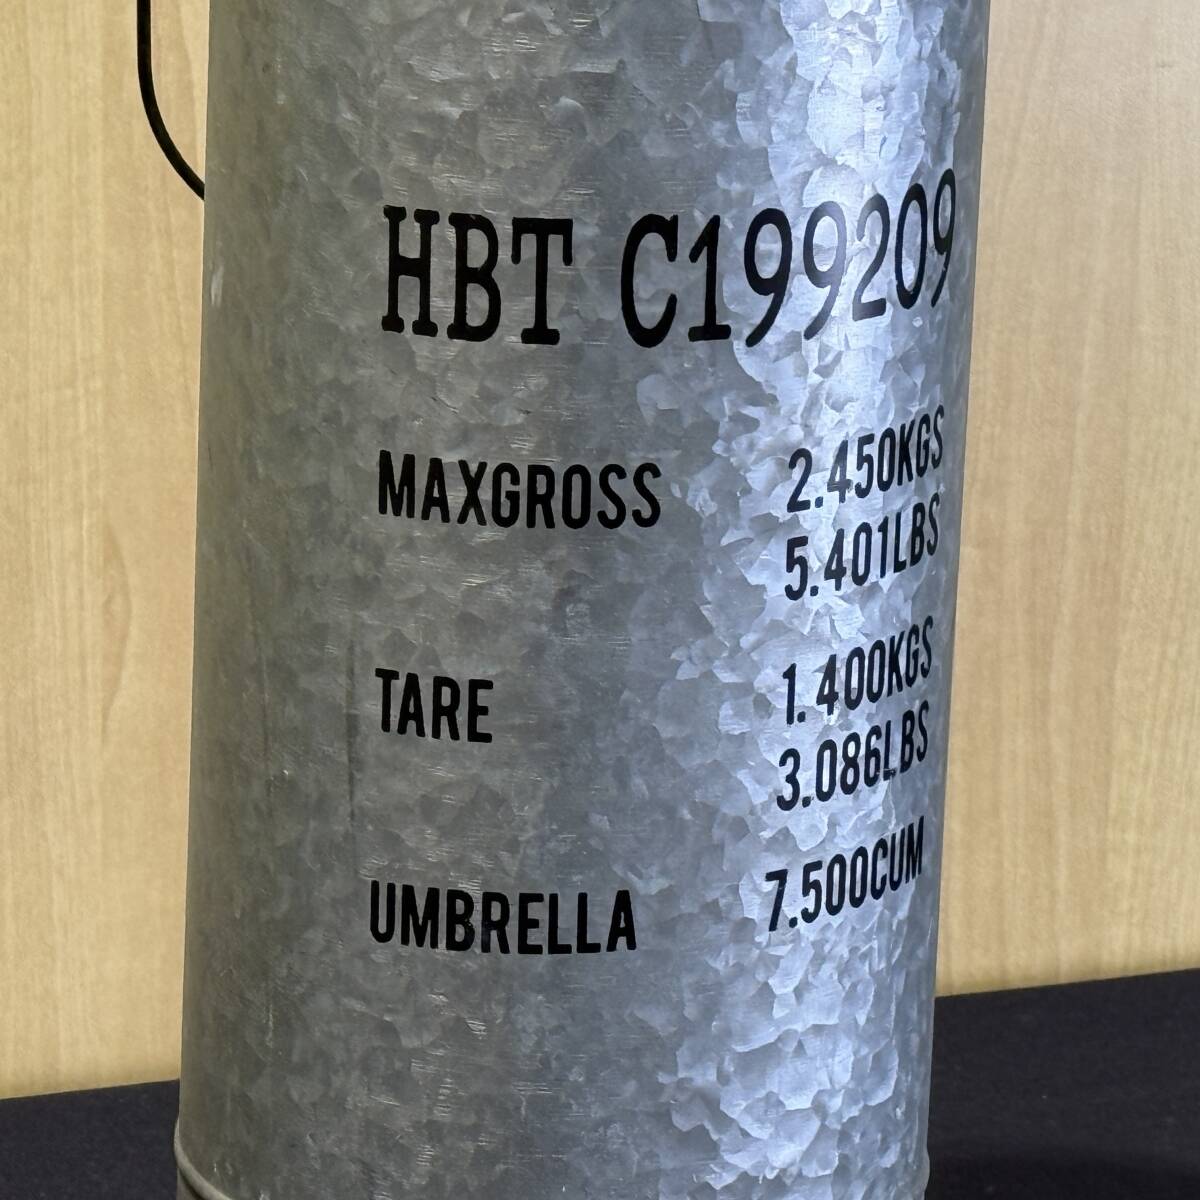 HBT C199209
MAXGROSS 2.450KGS
5.401LBS
TARE 1.400KGS
3.086LBS
UMBRELLA 7.500CUM